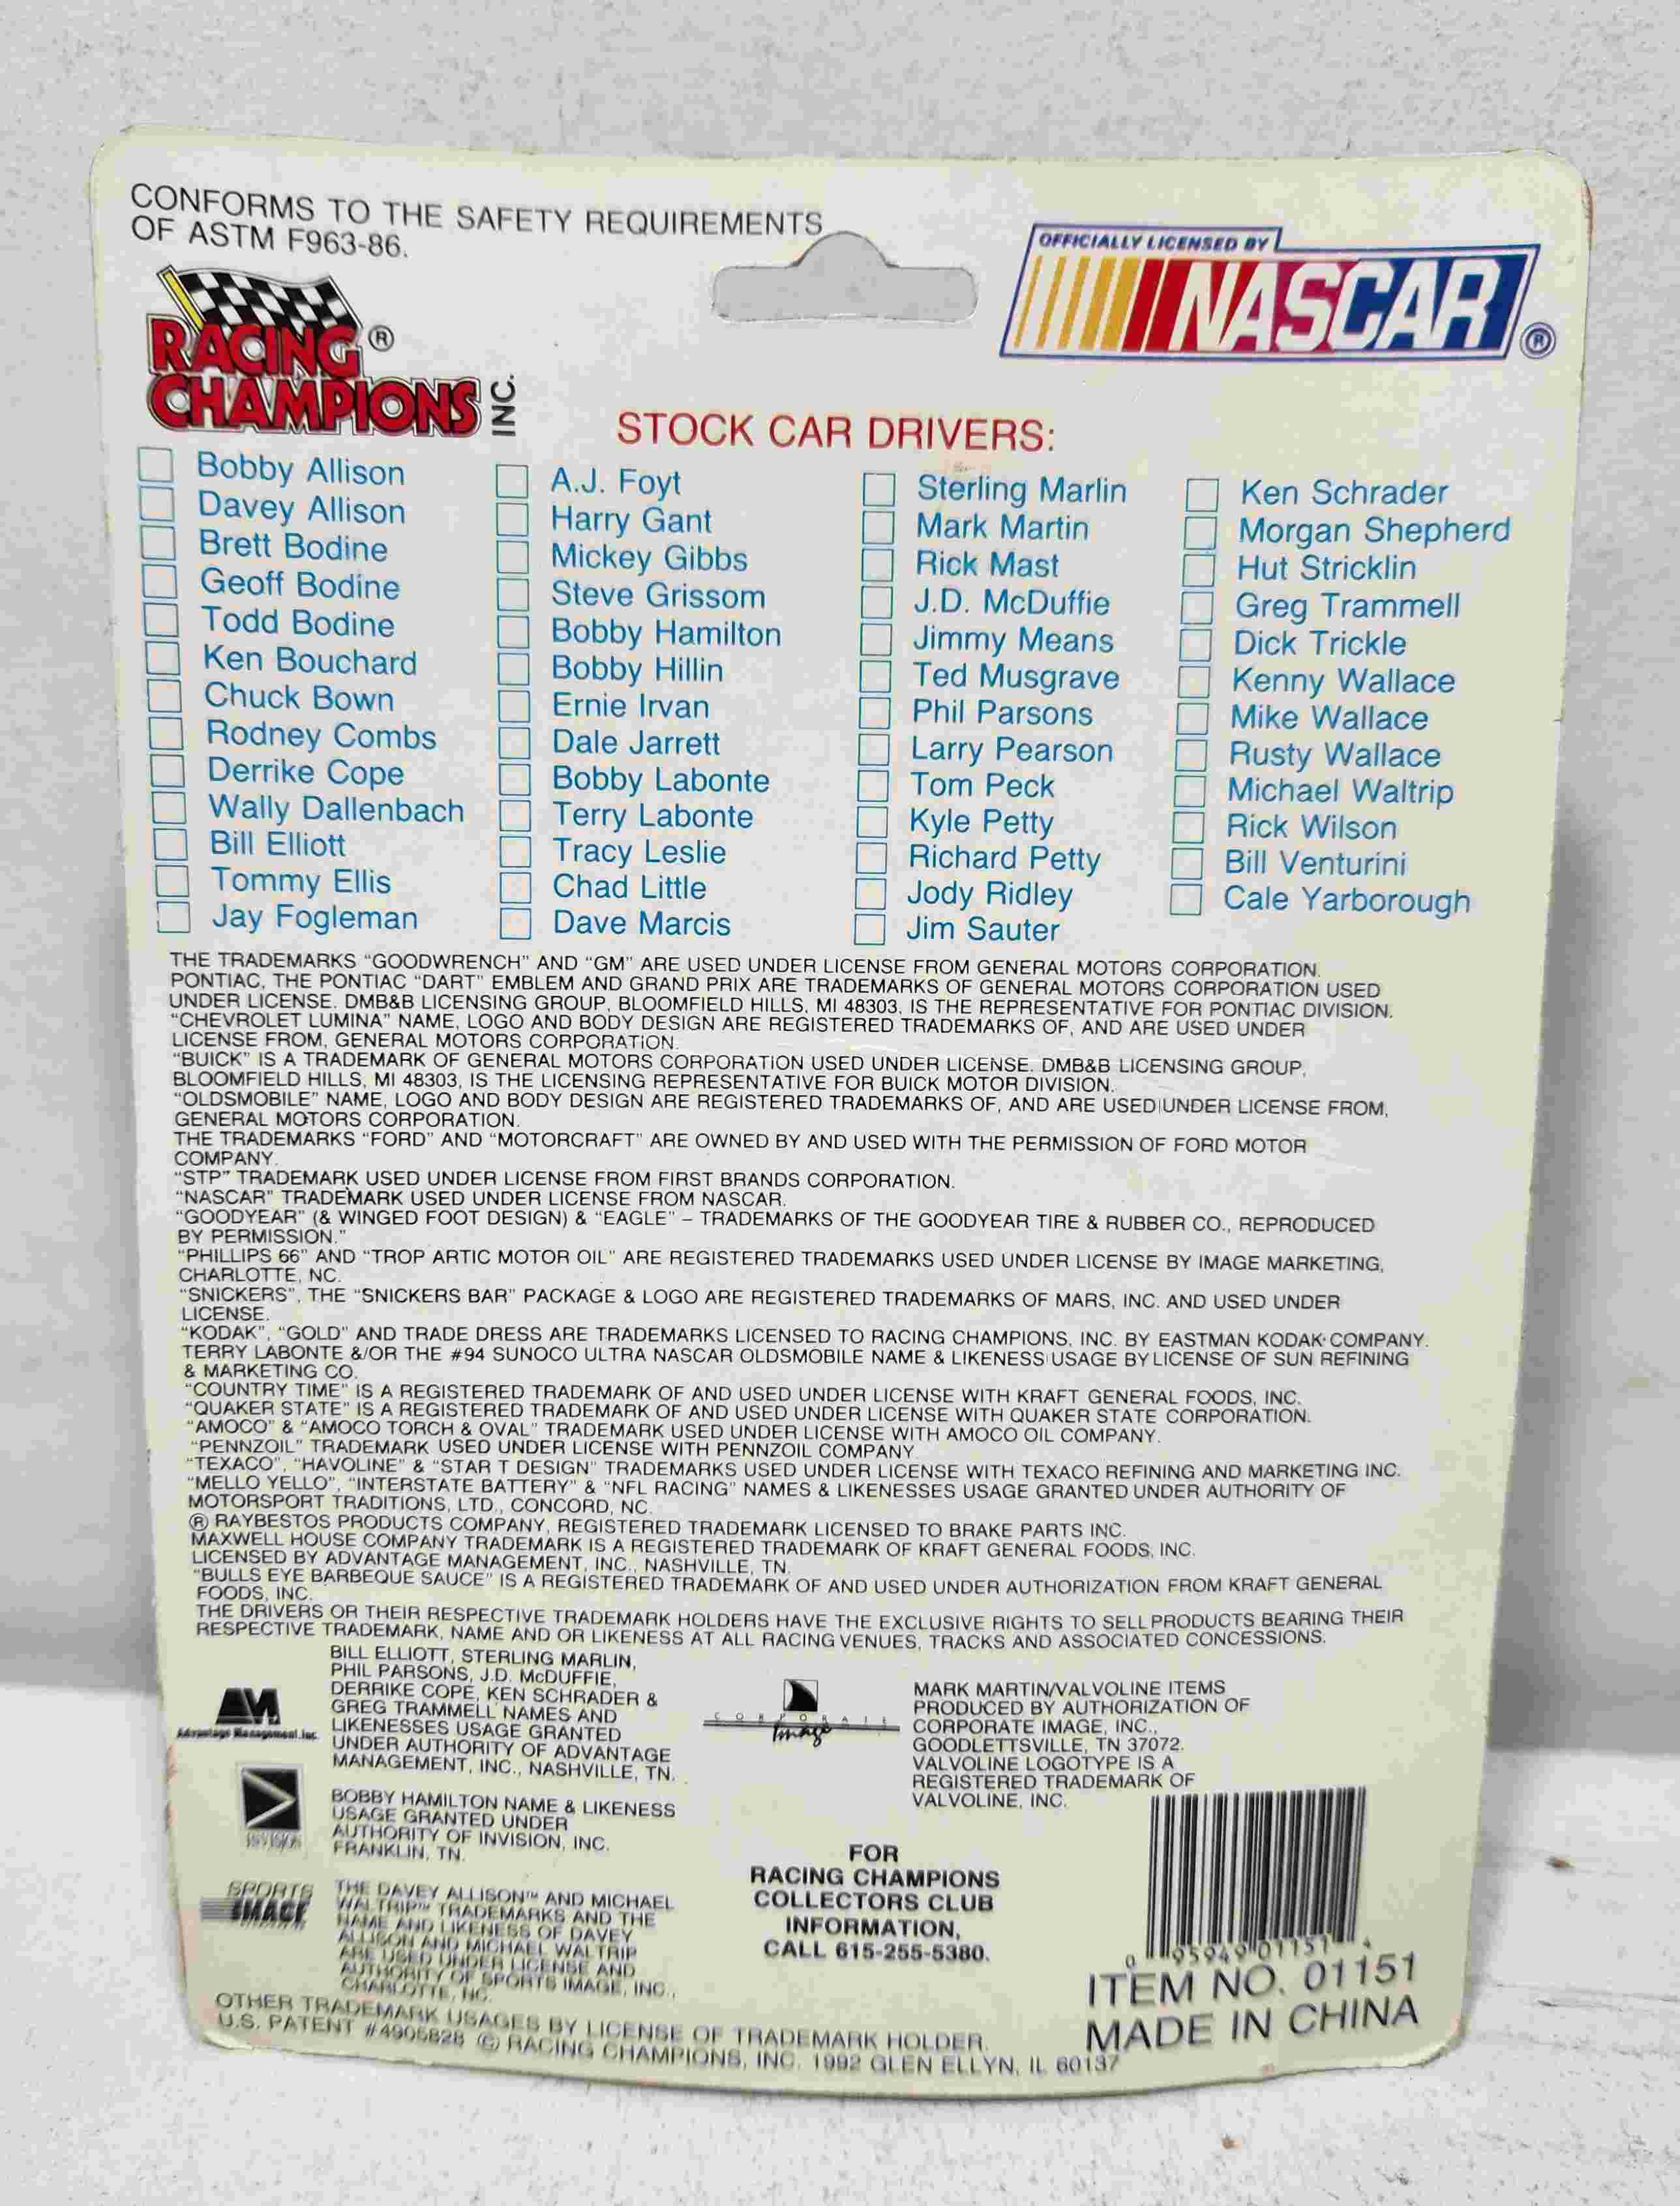 CONFORMS TO THE SAFETY REQUIREMENTS
OF ASTM F963-86.
RACING ®
CHAMPIONS INC.
OFFICIALLY LICENSED BY
NASCAR ®
STOCK CAR DRIVERS:
Bobby Allison
Davey Allison
Brett Bodine
Geoff Bodine
Todd Bodine
Ken Bouchard
Chuck Bown
Rodney Combs
Derrike Cope
Wally Dallenbach
Bill Elliott
Tommy Ellis
Jay Fogleman
A.J. Foyt
Harry Gant
Mickey Gibbs
Steve Grissom
Bobby Hamilton
Bobby Hillin
Ernie Irvan
Dale Jarrett
Bobby Labonte
Terry Labonte
Tracy Leslie
Chad Little
Dave Marcis
Sterling Marlin
Mark Martin
Rick Mast
J.D. McDuffie
Jimmy Means
Ted Musgrave
Phil Parsons
Larry Pearson
Tom Peck
Kyle Petty
Richard Petty
Jody Ridley
Jim Sauter
Ken Schrader
Morgan Shepherd
Hut Stricklin
Greg Trammell
Dick Trickle
Kenny Wallace
Mike Wallace
Rusty Wallace
Michael Waltrip
Rick Wilson
Bill Venturini
Cale Yarborough
THE TRADEMARKS “GOODWRENCH” AND “GM” ARE USED UNDER LICENSE FROM GENERAL MOTORS CORPORATION.
PONTIAC, THE PONTIAC “DART” EMBLEM AND GRAND PRIX ARE TRADEMARKS OF GENERAL MOTORS CORPORATION USED
UNDER LICENSE. DMB&B LICENSING GROUP, BLOOMFIELD HILLS, MI 48303, IS THE REPRESENTATIVE FOR PONTIAC DIVISION.
“CHEVROLET LUMINA” NAME, LOGO AND BODY DESIGN ARE REGISTERED TRADEMARKS OF, AND ARE USED UNDER
LICENSE FROM, GENERAL MOTORS CORPORATION.
“BUICK” IS A TRADEMARK OF GENERAL MOTORS CORPORATION USED UNDER LICENSE. DMB&B LICENSING GROUP,
BLOOMFIELD HILLS, MI 48303, IS THE LICENSING REPRESENTATIVE FOR BUICK MOTOR DIVISION.
“OLDSMOBILE” NAME, LOGO AND BODY DESIGN ARE REGISTERED TRADEMARKS OF, AND ARE USED UNDER LICENSE FROM,
GENERAL MOTORS CORPORATION.
THE TRADEMARKS “FORD” AND “MOTORCRAFT” ARE OWNED BY AND USED WITH THE PERMISSION OF FORD MOTOR
COMPANY.
“STP” TRADEMARK USED UNDER LICENSE FROM FIRST BRANDS CORPORATION.
“NASCAR” TRADEMARK USED UNDER LICENSE FROM NASCAR.
“GOODYEAR” (& WINGED FOOT DESIGN) & “EAGLE” – TRADEMARKS OF THE GOODYEAR TIRE & RUBBER CO., REPRODUCED
BY PERMISSION.”
“PHILLIPS 66” AND “TROP ARTIC MOTOR OIL” ARE REGISTERED TRADEMARKS USED UNDER LICENSE BY IMAGE MARKETING,
CHARLOTTE, NC.
“SNICKERS”, THE “SNICKERS BAR” PACKAGE & LOGO ARE REGISTERED TRADEMARKS OF MARS, INC. AND USED UNDER
LICENSE.
“KODAK”, “GOLD” AND TRADE DRESS ARE TRADEMARKS LICENSED TO RACING CHAMPIONS, INC. BY EASTMAN KODAK COMPANY.
TERRY LABONTE &/OR THE #94 SUNOCO ULTRA NASCAR OLDSMOBILE NAME & LIKENESS USAGE BY LICENSE OF SUN REFINING
& MARKETING CO.
“COUNTRY TIME” IS A REGISTERED TRADEMARK OF AND USED UNDER LICENSE WITH KRAFT GENERAL FOODS, INC.
“QUAKER STATE” IS A REGISTERED TRADEMARK OF AND USED UNDER LICENSE WITH QUAKER STATE CORPORATION.
“AMOCO” & “AMOCO TORCH & OVAL” TRADEMARK USED UNDER LICENSE WITH AMOCO OIL COMPANY.
“PENNZOIL” TRADEMARK USED UNDER LICENSE WITH PENNZOIL COMPANY
“TEXACO”, “HAVOLINE” & “STAR T DESIGN” TRADEMARKS USED UNDER LICENSE WITH TEXACO REFINING AND MARKETING INC.
“MELLO YELLO”, “INTERSTATE BATTERY” & “NFL RACING” NAMES & LIKENESSES USAGE GRANTED UNDER AUTHORITY OF
MOTORSPORT TRADITIONS, LTD., CONCORD, NC.
® RAYBESTOS PRODUCTS COMPANY, REGISTERED TRADEMARK LICENSED TO BRAKE PARTS INC.
MAXWELL HOUSE COMPANY TRADEMARK IS A REGISTERED TRADEMARK OF KRAFT GENERAL FOODS, INC.
LICENSED BY ADVANTAGE MANAGEMENT, INC., NASHVILLE, TN.
“BULLS EYE BARBEQUE SAUCE” IS A REGISTERED TRADEMARK OF AND USED UNDER AUTHORIZATION FROM KRAFT GENERAL
FOODS, INC.
THE DRIVERS OR THEIR RESPECTIVE TRADEMARK HOLDERS HAVE THE EXCLUSIVE RIGHTS TO SELL PRODUCTS BEARING THEIR
RESPECTIVE TRADEMARK, NAME AND OR LIKENESS AT ALL RACING VENUES, TRACKS AND ASSOCIATED CONCESSIONS.
AM
Advantage Management, Inc.
BILL ELLIOTT, STERLING MARLIN,
PHIL PARSONS, J.D. McDUFFIE,
DERRIKE COPE, KEN SCHRADER &
GREG TRAMMELL NAMES AND
LIKENESSES USAGE GRANTED
UNDER AUTHORITY OF ADVANTAGE
MANAGEMENT, INC., NASHVILLE, TN.
CORPORATE
Image
MARK MARTIN/VALVOLINE ITEMS
PRODUCED BY AUTHORIZATION OF
CORPORATE IMAGE, INC.,
GOODLETTSVILLE, TN 37072.
VALVOLINE LOGOTYPE IS A
REGISTERED TRADEMARK OF
VALVOLINE, INC.
INVISION
BOBBY HAMILTON NAME & LIKENESS
USAGE GRANTED UNDER
AUTHORITY OF INVISION, INC.
FRANKLIN, TN.
SPORTS
IMAGE
THE DAVEY ALLISON™ AND MICHAEL
WALTRIP™ TRADEMARKS AND THE
NAME AND LIKENESS OF DAVEY
ALLISON AND MICHAEL WALTRIP
ARE USED UNDER LICENSE AND
AUTHORITY OF SPORTS IMAGE, INC.,
CHARLOTTE, NC.
FOR
RACING CHAMPIONS
COLLECTORS CLUB
INFORMATION,
CALL 615-255-5380.
0 95949 01151 4
ITEM NO. 01151
MADE IN CHINA
OTHER TRADEMARK USAGES BY LICENSE OF TRADEMARK HOLDER.
U.S. PATENT #4905828 © RACING CHAMPIONS, INC. 1992 GLEN ELLYN, IL 60137